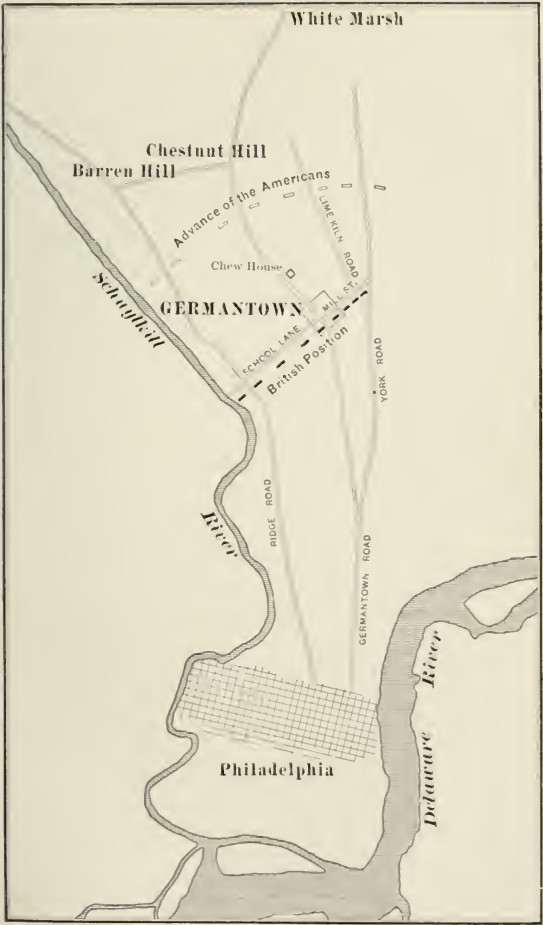 White Marsh
Chestnut Hill
Barren Hill
Advance of the Americans
LIME KILN ROAD
Chew House
Schuylkill
GERMANTOWN
MILL ST.
SCHOOL LANE
British Position
YORK ROAD
River
RIDGE ROAD
GERMANTOWN ROAD
River
Philadelphia
Delaware